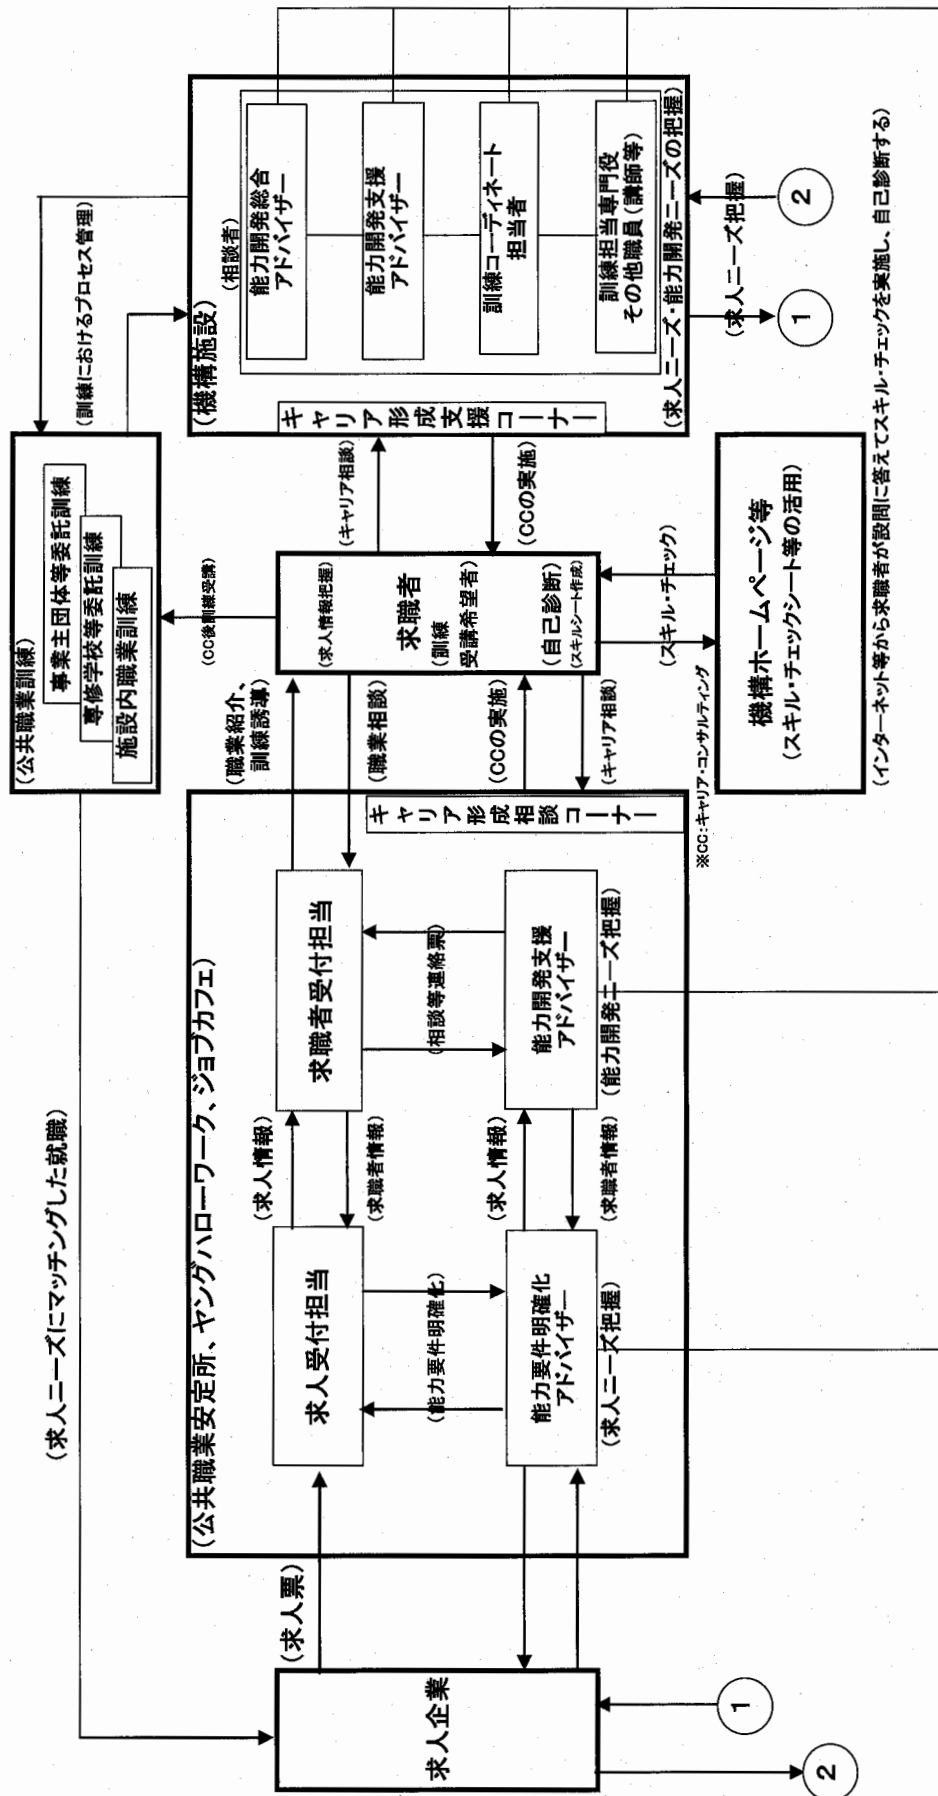 (公共職業訓練)
事業主団体等委託訓練
専修学校等委託訓練
施設内職業訓練
(訓練におけるプロセス管理)
(求人ニーズにマッチングした就職)
(CC後訓練受講)
(公共職業安定所、ヤングハローワーク、ジョブカフェ)
求人企業
(求人票)
求人受付担当
(求人情報)
(求職者情報)
求職者受付担当
(能力要件明確化)
(相談等連絡票)
能力要件明確化
アドバイザー
(求人ニーズ把握)
(求人情報)
(求職者情報)
能力開発支援
アドバイザー
(能力開発ニーズ把握)
キャリア形成相談コーナー
(職業紹介、
訓練誘導)
(職業相談)
(CCの実施)
(キャリア相談)
(求人情報把握)
求職者
(訓練
受講希望者)
(自己診断)
(スキルシート作成)
(キャリア相談)
(CCの実施)
(スキル・チェック)
(機構施設)
キャリア形成支援コーナー
(相談者)
能力開発総合
アドバイザー
能力開発支援
アドバイザー
訓練コーディネート
担当者
訓練担当専門役
その他職員(講師等)
(求人ニーズ・能力開発ニーズの把握)
(求人ニーズ把握)
①
②
①
②
※CC:キャリア・コンサルティング
機構ホームページ等
(スキル・チェックシート等の活用)
(インターネット等から求職者が設問に答えてスキル・チェックを実施し、自己診断する)